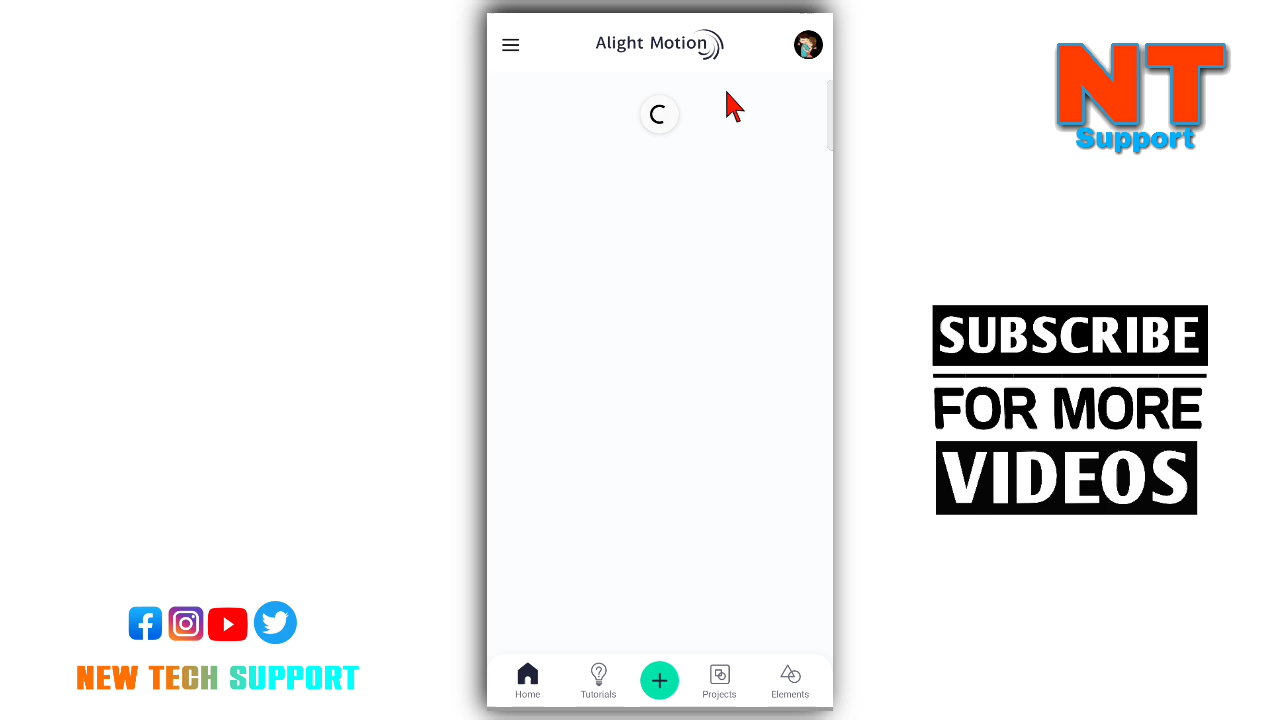 Alight Motion
NT
Support
SUBSCRIBE
FOR MORE
VIDEOS
NEW TECH SUPPORT
Home
Tutorials
Projects
Elements